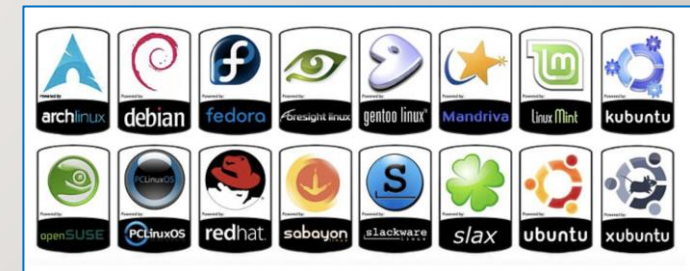 archlinux debian fedora foresight linux gentoo linux™ Mandriva Linux Mint kubuntu
PCLinuxOS S
openSUSE PCLinuxOS redhat sabayon slackware slax ubuntu xubuntu